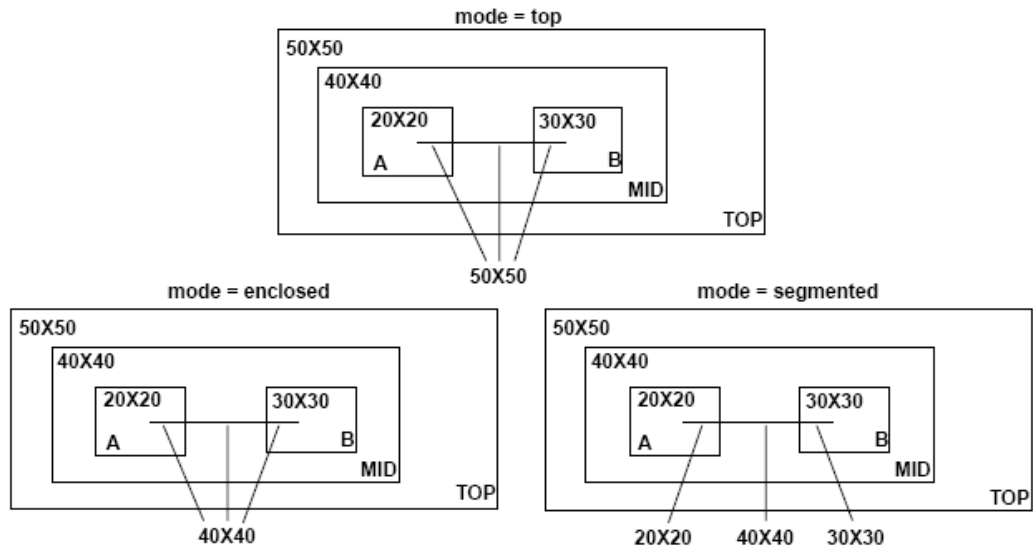 mode = top
50X50
40X40
20X20
30X30
A
B
MID
TOP
50X50
mode = enclosed
50X50
40X40
20X20
30X30
A
B
MID
TOP
40X40
mode = segmented
50X50
40X40
20X20
30X30
A
B
MID
TOP
20X20
40X40
30X30